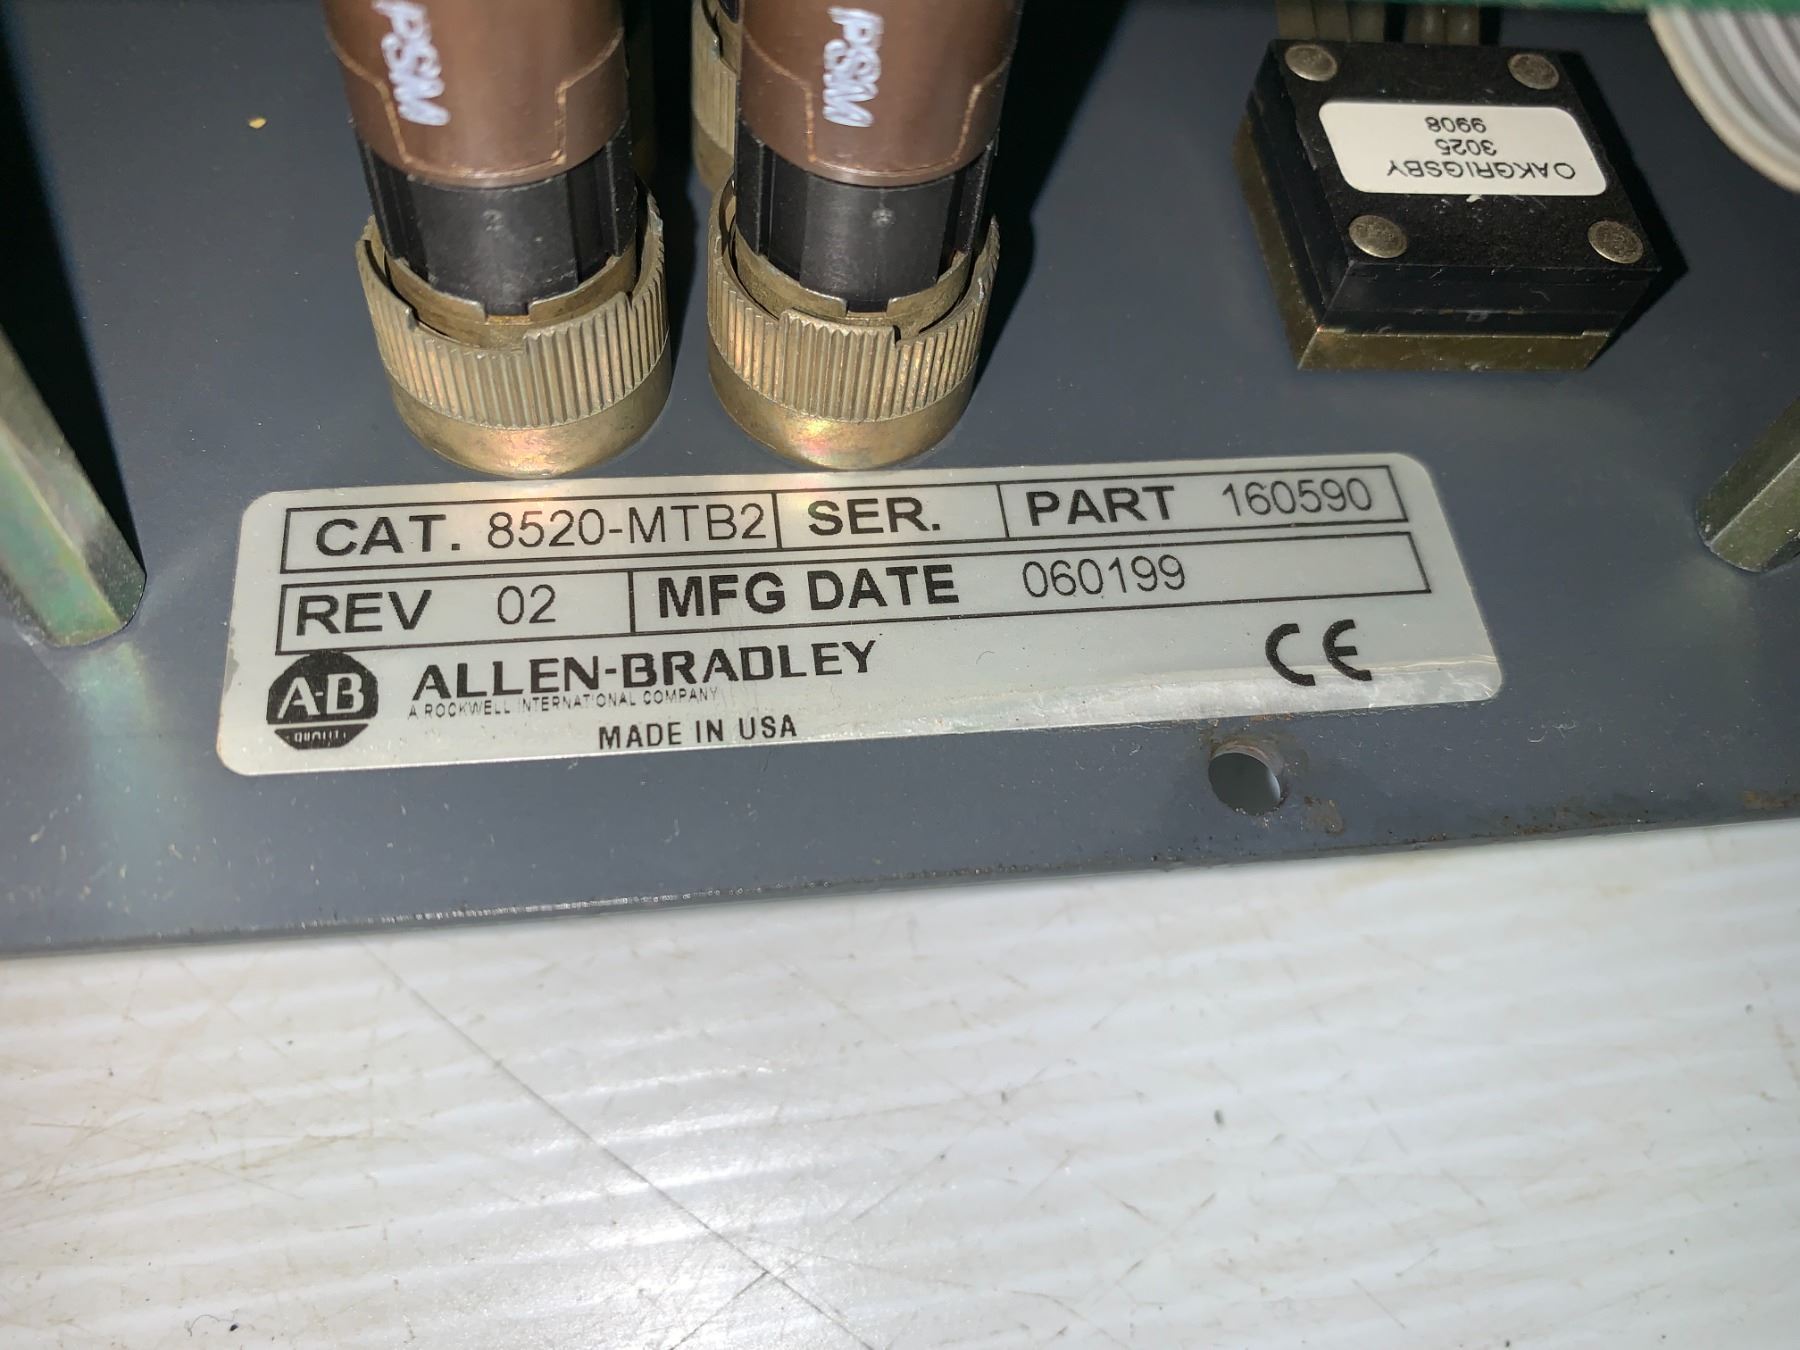 PSM
PSM
OAKGRIGSBY
3025
9908
CAT. 8520-MTB2 SER. PART 160590
REV 02 MFG DATE 060199
A-B
QUALITY
ALLEN-BRADLEY
A ROCKWELL INTERNATIONAL COMPANY
MADE IN USA
CE